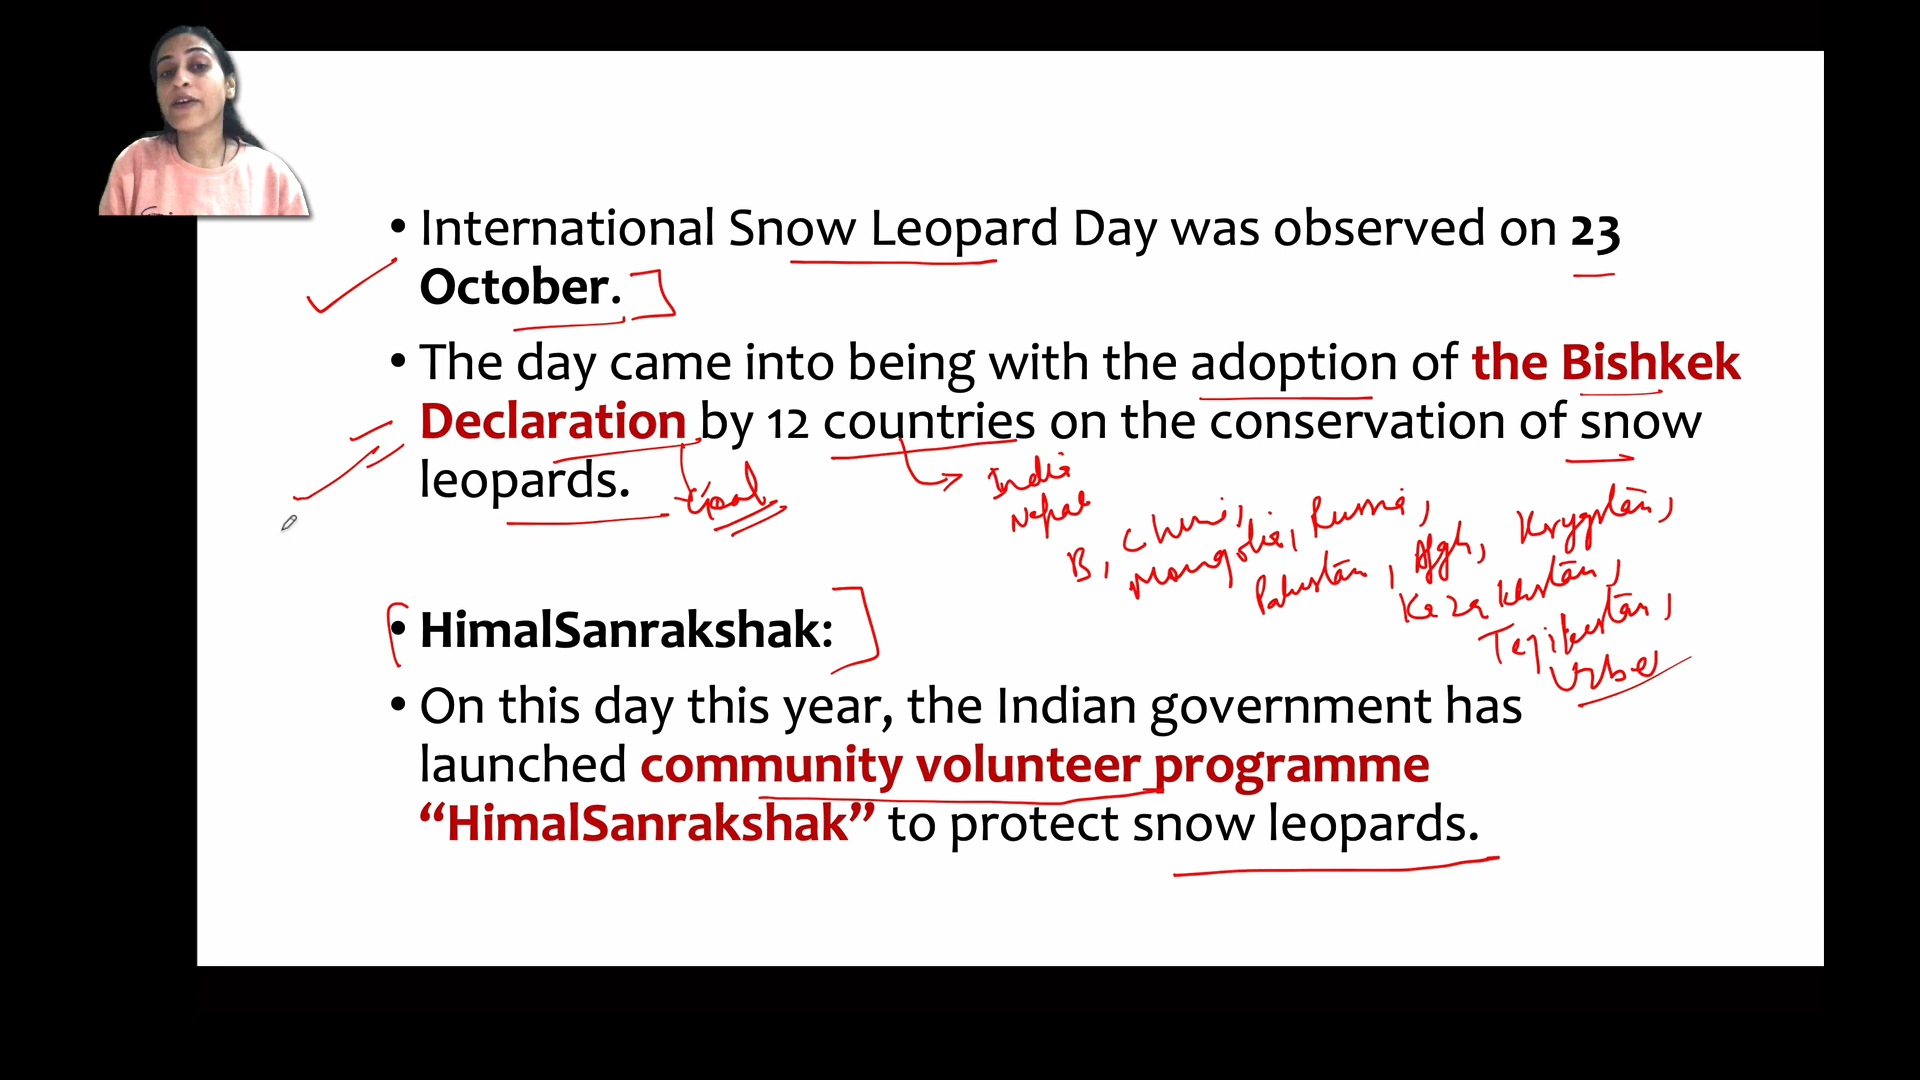 • International Snow Leopard Day was observed on 23
October.
• The day came into being with the adoption of the Bishkek
Declaration by 12 countries on the conservation of snow
leopards.
Goal
India
Nepal
B, China,
Mongolia, Russia,
Pakistan, Afgh, Krygstan,
Kazakhstan,
Tajikistan,
Uzbe
• HimalSanrakshak:
• On this day this year, the Indian government has
launched community volunteer programme
“HimalSanrakshak” to protect snow leopards.